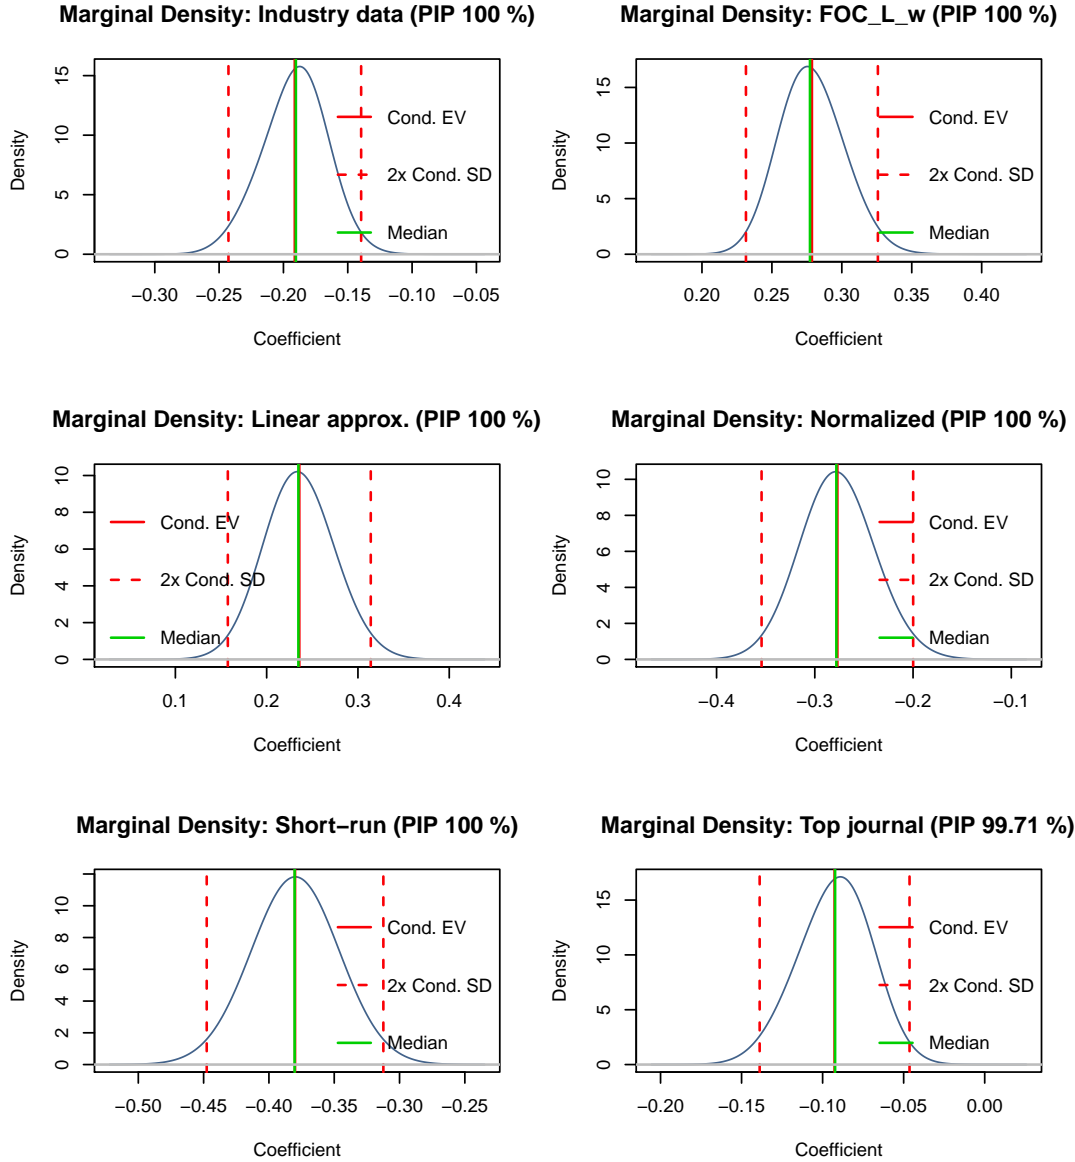 Marginal Density: Industry data (PIP 100 %)
Density
0
5
10
15
Cond. EV
2x Cond. SD
Median
−0.30 −0.25 −0.20 −0.15 −0.10 −0.05
Coefficient
Marginal Density: FOC_L_w (PIP 100 %)
Density
0
5
10
15
Cond. EV
2x Cond. SD
Median
0.20 0.25 0.30 0.35 0.40
Coefficient
Marginal Density: Linear approx. (PIP 100 %)
Density
0
2
4
6
8
10
Cond. EV
2x Cond. SD
Median
0.1 0.2 0.3 0.4
Coefficient
Marginal Density: Normalized (PIP 100 %)
Density
0
2
4
6
8
10
Cond. EV
2x Cond. SD
Median
−0.4 −0.3 −0.2 −0.1
Coefficient
Marginal Density: Short−run (PIP 100 %)
Density
0
2
4
6
8
10
Cond. EV
2x Cond. SD
Median
−0.50 −0.45 −0.40 −0.35 −0.30 −0.25
Coefficient
Marginal Density: Top journal (PIP 99.71 %)
Density
0
5
10
15
Cond. EV
2x Cond. SD
Median
−0.20 −0.15 −0.10 −0.05 0.00
Coefficient